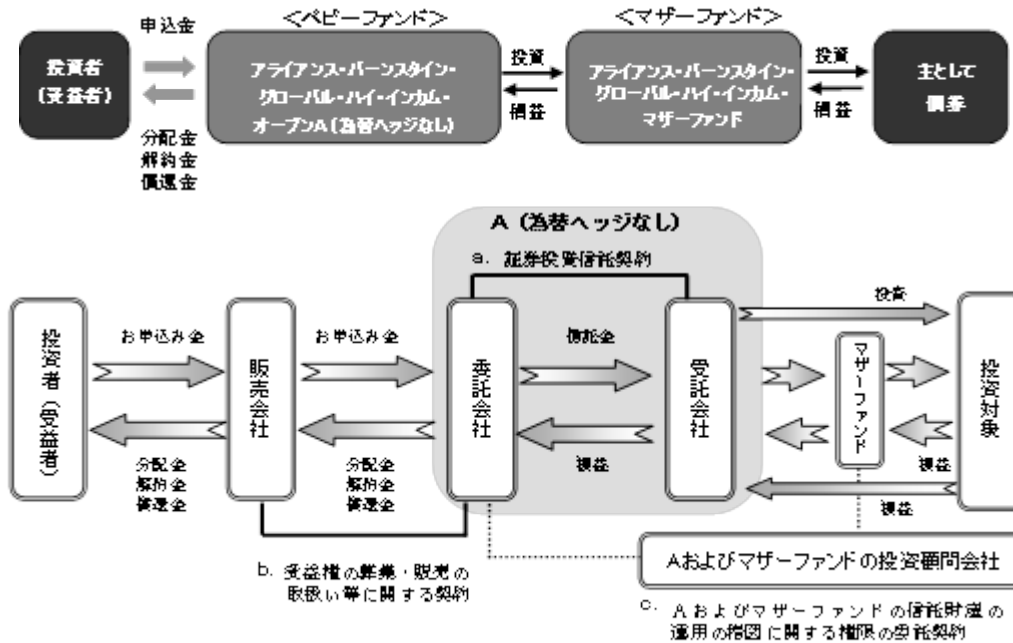 ＜ベビーファンド＞
＜マザーファンド＞
申込金
投資者
（受益者）
分配金
解約金
償還金
アライアンス・バーンスタイン・
グローバル・ハイ・インカム・
オープンA（為替ヘッジなし）
投資
損益
アライアンス・バーンスタイン・
グローバル・ハイ・インカム・
マザーファンド
投資
損益
主として
債券
A（為替ヘッジなし）
a. 証券投資信託契約
投資者（受益者）
お申込み金
分配金
解約金
償還金
販売会社
お申込み金
分配金
解約金
償還金
委託会社
信託金
損益
受託会社
投資
マザーファンド
損益
損益
投資対象
b. 受益権の募集・販売の
取扱い等に関する契約
Aおよびマザーファンドの投資顧問会社
c. Aおよびマザーファンドの信託財産の
運用の指図に関する権限の委託契約